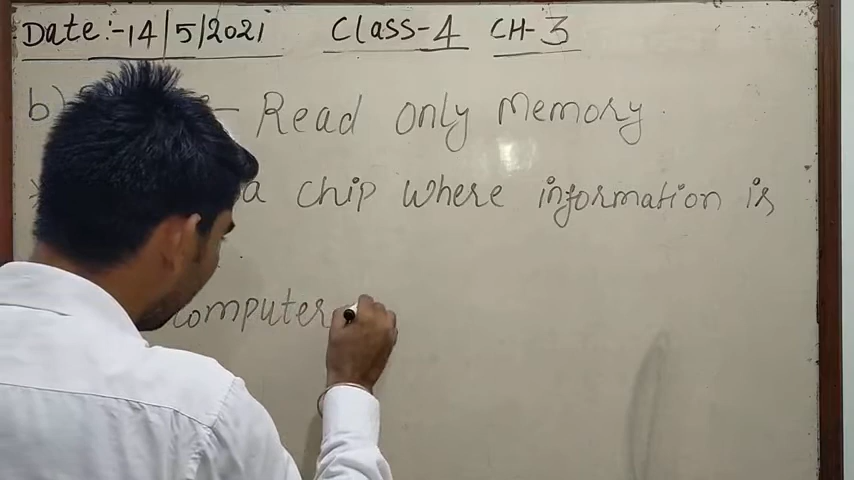 Date:-14/5/2021 Class-4 CH-3
b) - Read Only Memory
a chip where information is
computer